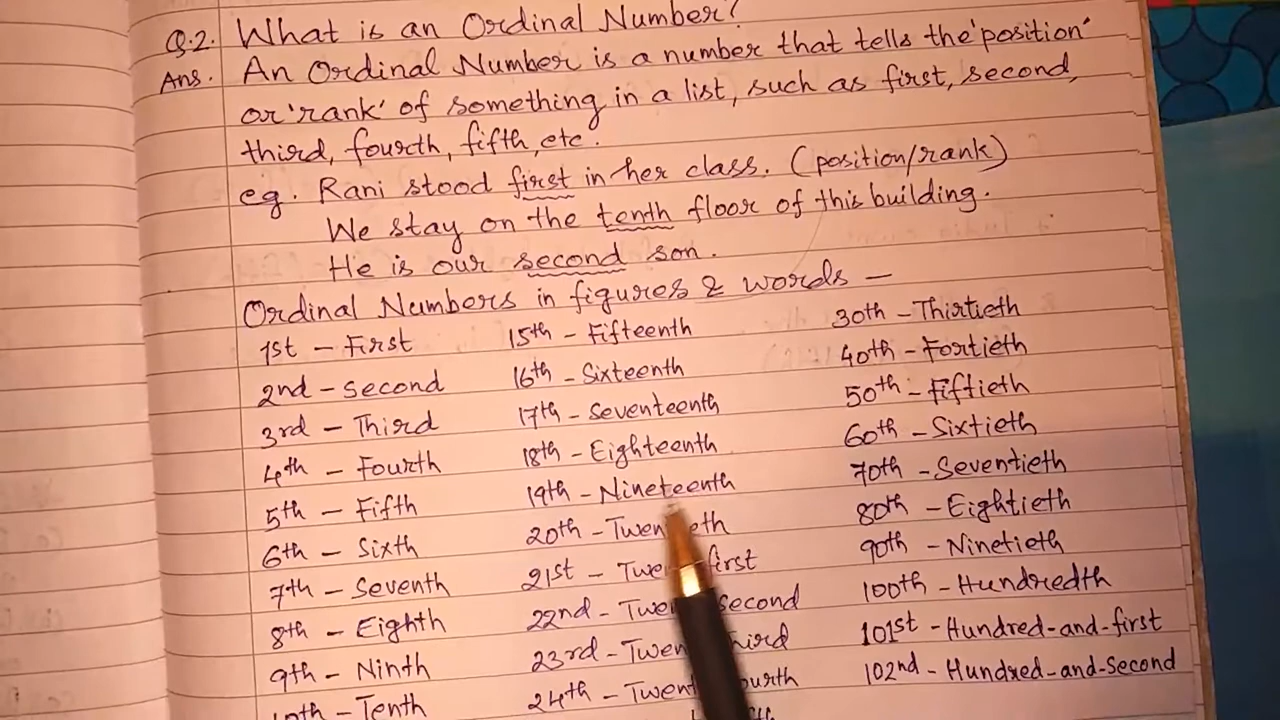 Q.2. What is an Ordinal Number?
Ans. An Ordinal Number is a number that tells the 'position'
or 'rank' of something in a list, such as first, second,
third, fourth, fifth, etc.
eg. Rani stood first in her class. (position/rank)
We stay on the tenth floor of this building.
He is our second son.
Ordinal Numbers in figures & words —
1st – First
2nd – Second
3rd – Third
4th – Fourth
5th – Fifth
6th – Sixth
7th – Seventh
8th – Eighth
9th – Ninth
10th – Tenth
15th – Fifteenth
16th – Sixteenth
17th – Seventeenth
18th – Eighteenth
19th – Nineteenth
20th –
21st – first
22nd – second
23rd –
24th –
30th – Thirtieth
40th – Fortieth
50th – Fiftieth
60th – Sixtieth
70th – Seventieth
80th – Eightieth
90th – Ninetieth
100th – Hundredth
101st – Hundred-and-first
102nd – Hundred-and-Second